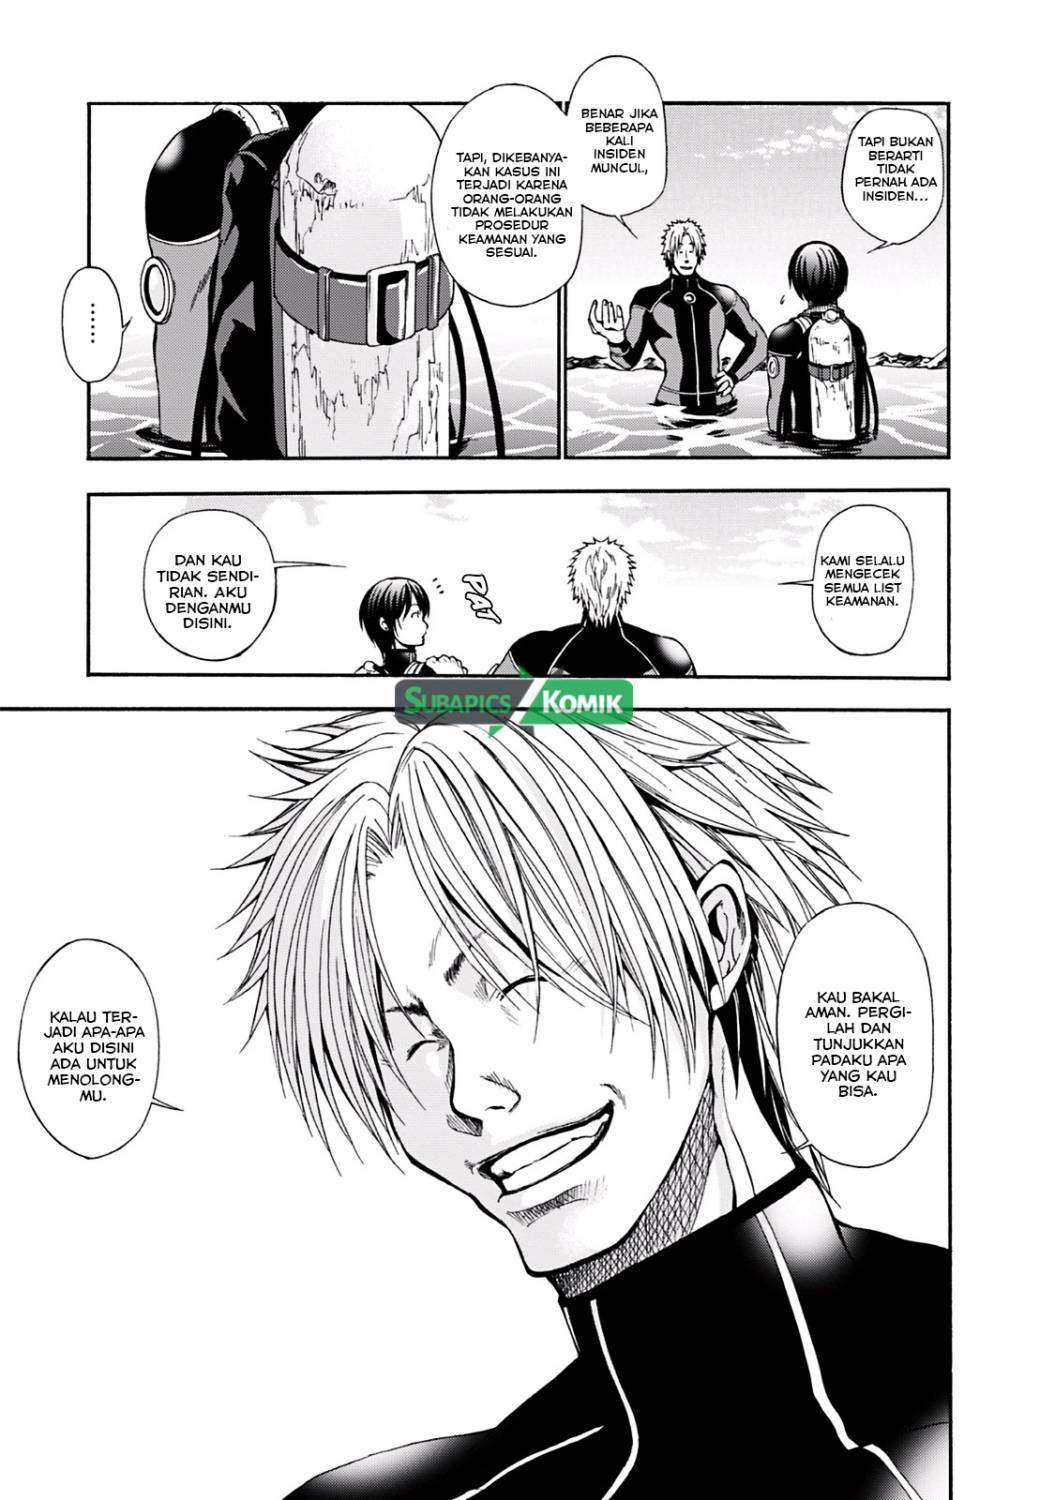 TAPI BUKAN
BERARTI
TIDAK
PERNAH ADA
INSIDEN...
BENAR JIKA
BEBERAPA
KALI
INSIDEN
MUNCUL,
TAPI, DIKEBANYA-
KAN KASUS INI
TERJADI KARENA
ORANG-ORANG
TIDAK MELAKUKAN
PROSEDUR
KEAMANAN YANG
SESUAI.
......
KAMI SELALU
MENGECEK
SEMUA LIST
KEAMANAN.
PAT
DAN KAU
TIDAK SENDI-
RIAN. AKU
DENGANMU
DISINI.
SUBAPICS KOMIK
KAU BAKAL
AMAN. PERGI-
LAH DAN
TUNJUKKAN
PADAKU APA
YANG KAU
BISA.
KALAU TER-
JADI APA-APA
AKU DISINI
ADA UNTUK
MENOLONG-
MU.